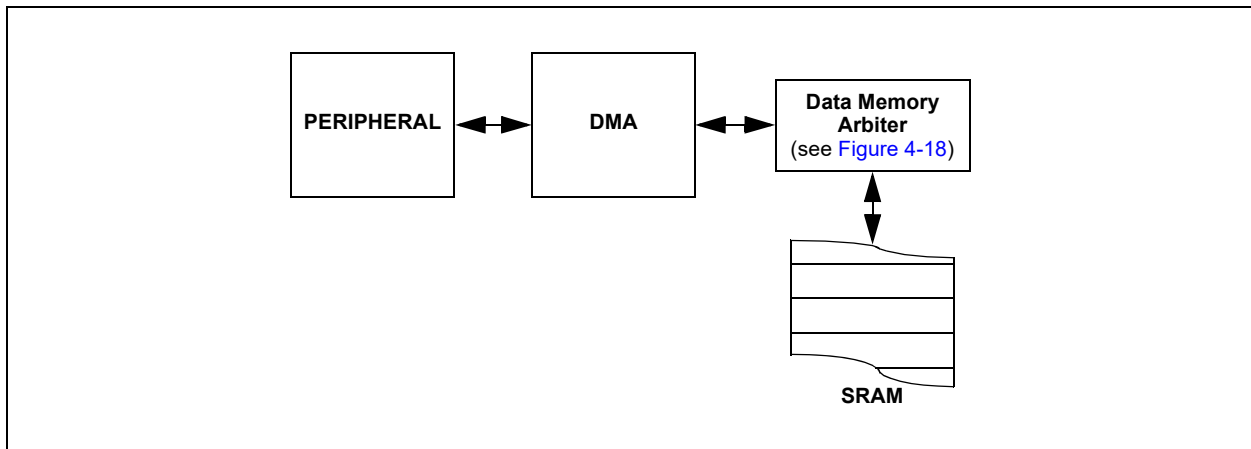 PERIPHERAL
DMA
Data Memory
Arbiter
(see Figure 4-18)
SRAM